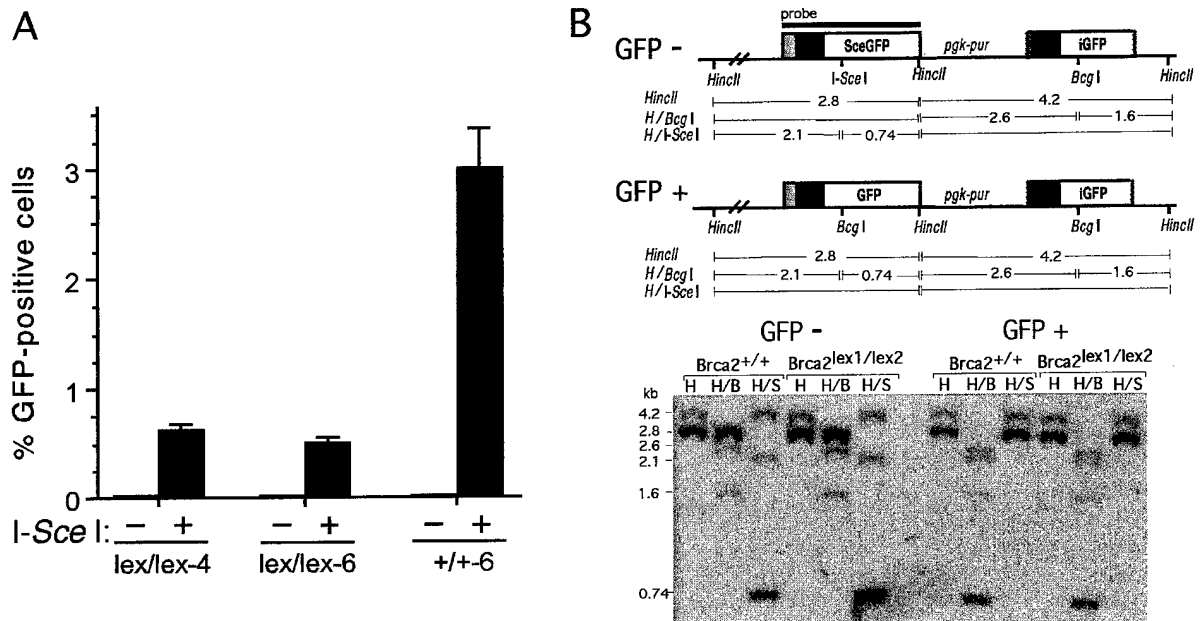 A
% GFP-positive cells
3
2
1
0
I-Sce I:
− + − + − +
lex/lex-4 lex/lex-6 +/+-6
B
probe
GFP -
SceGFP pgk-pur iGFP
HincII I-SceI HincII BcgI HincII
HincII 2.8 4.2
H/BcgI 2.6 1.6
H/I-SceI 2.1 0.74
GFP +
GFP pgk-pur iGFP
HincII BcgI HincII BcgI HincII
HincII 2.8 4.2
H/BcgI 2.1 0.74 2.6 1.6
H/I-SceI
GFP - GFP +
Brca2+/+ Brca2lex1/lex2 Brca2+/+ Brca2lex1/lex2
H H/B H/S H H/B H/S H H/B H/S H H/B H/S
kb
4.2
2.8
2.6
2.1
1.6
0.74